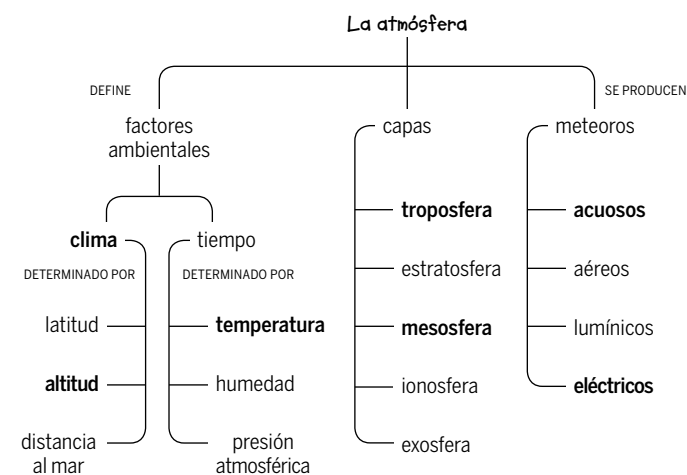 La atmósfera
DEFINE
SE PRODUCEN
factores
ambientales
capas
meteoros
clima
tiempo
DETERMINADO POR
DETERMINADO POR
latitud
altitud
distancia
al mar
temperatura
humedad
presión
atmosférica
troposfera
estratosfera
mesosfera
ionosfera
exosfera
acuosos
aéreos
lumínicos
eléctricos